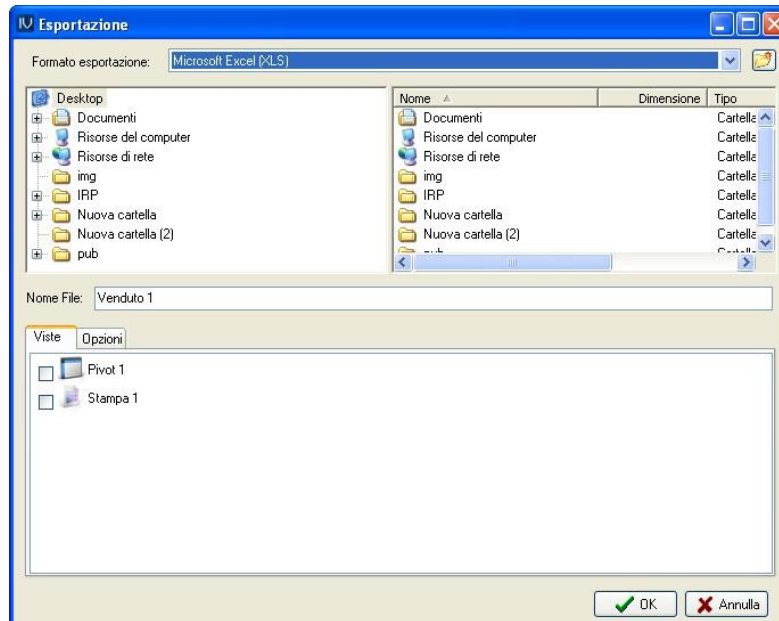 IV Esportazione
Formato esportazione: Microsoft Excel (XLS)
Desktop
Documenti
Risorse del computer
Risorse di rete
img
IRP
Nuova cartella
Nuova cartella (2)
pub
Nome Dimensione Tipo
Documenti Cartella
Risorse del computer Cartella
Risorse di rete Cartella
img Cartella
IRP Cartella
Nuova cartella Cartella
Nuova cartella (2) Cartella
pub Cartella
Nome File: Venduto 1
Viste Opzioni
Pivot 1
Stampa 1
OK Annulla